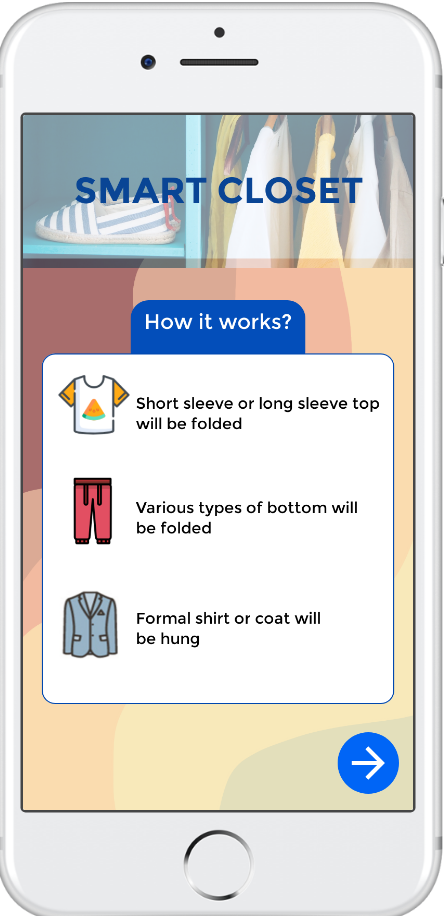 SMART CLOSET
How it works?
Short sleeve or long sleeve top
will be folded
Various types of bottom will
be folded
Formal shirt or coat will
be hung